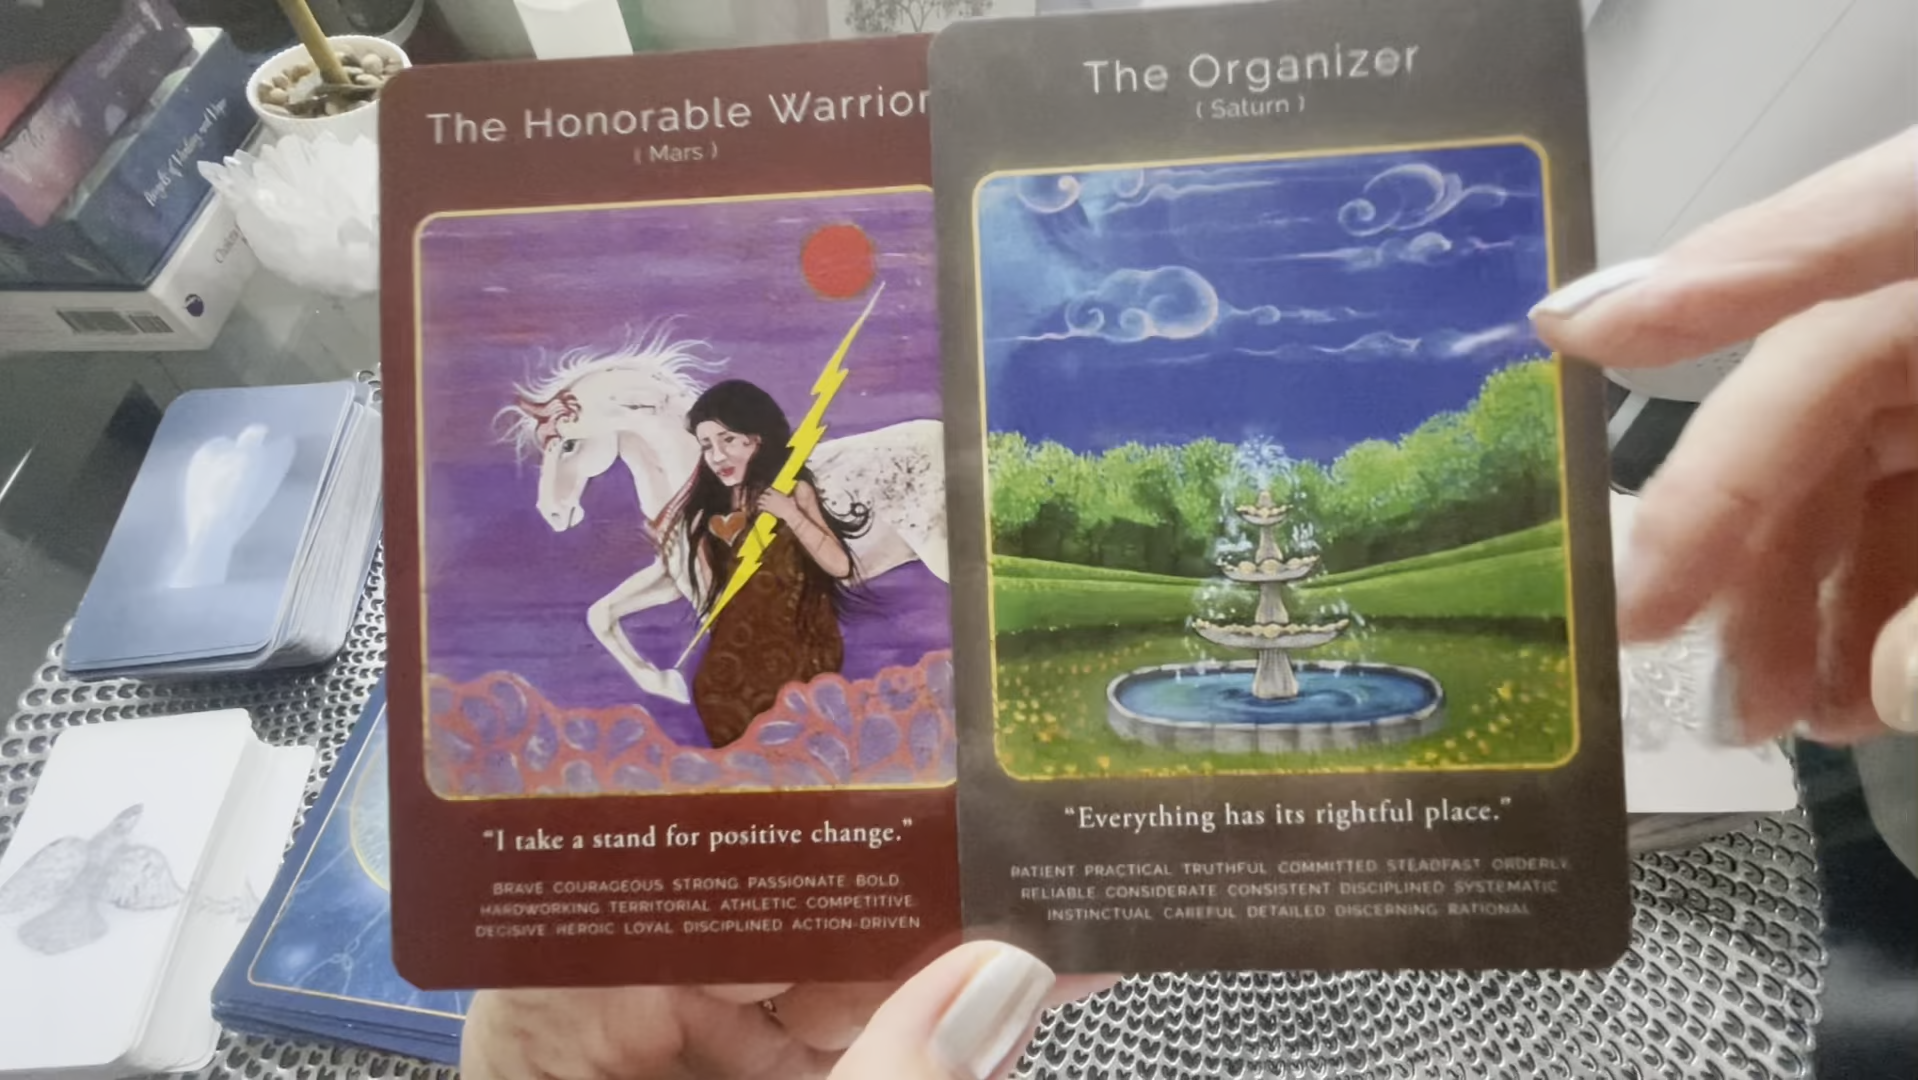 The Honorable Warrior
( Mars )
"I take a stand for positive change."
BRAVE COURAGEOUS STRONG PASSIONATE BOLD
HARDWORKING TERRITORIAL ATHLETIC COMPETITIVE
DECISIVE HEROIC LOYAL DISCIPLINED ACTION-DRIVEN
The Organizer
( Saturn )
"Everything has its rightful place."
PATIENT PRACTICAL TRUTHFUL COMMITTED STEADFAST ORDERLY
RELIABLE CONSIDERATE CONSISTENT DISCIPLINED SYSTEMATIC
INSTINCTUAL CAREFUL DETAILED DISCERNING RATIONAL